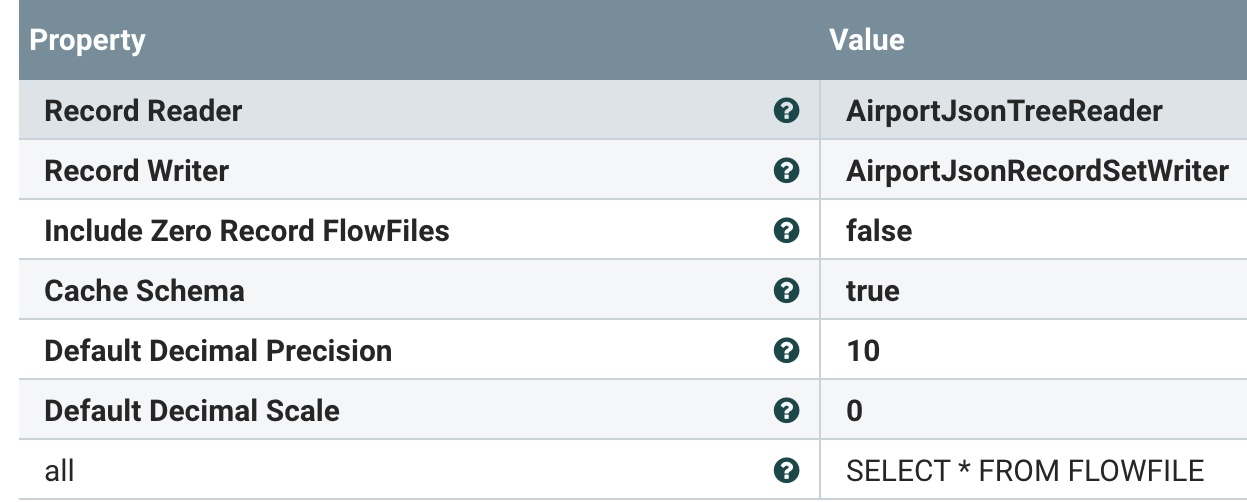 Property Value
Record Reader ? AirportJsonTreeReader
Record Writer ? AirportJsonRecordSetWriter
Include Zero Record FlowFiles ? false
Cache Schema ? true
Default Decimal Precision ? 10
Default Decimal Scale ? 0
all ? SELECT * FROM FLOWFILE